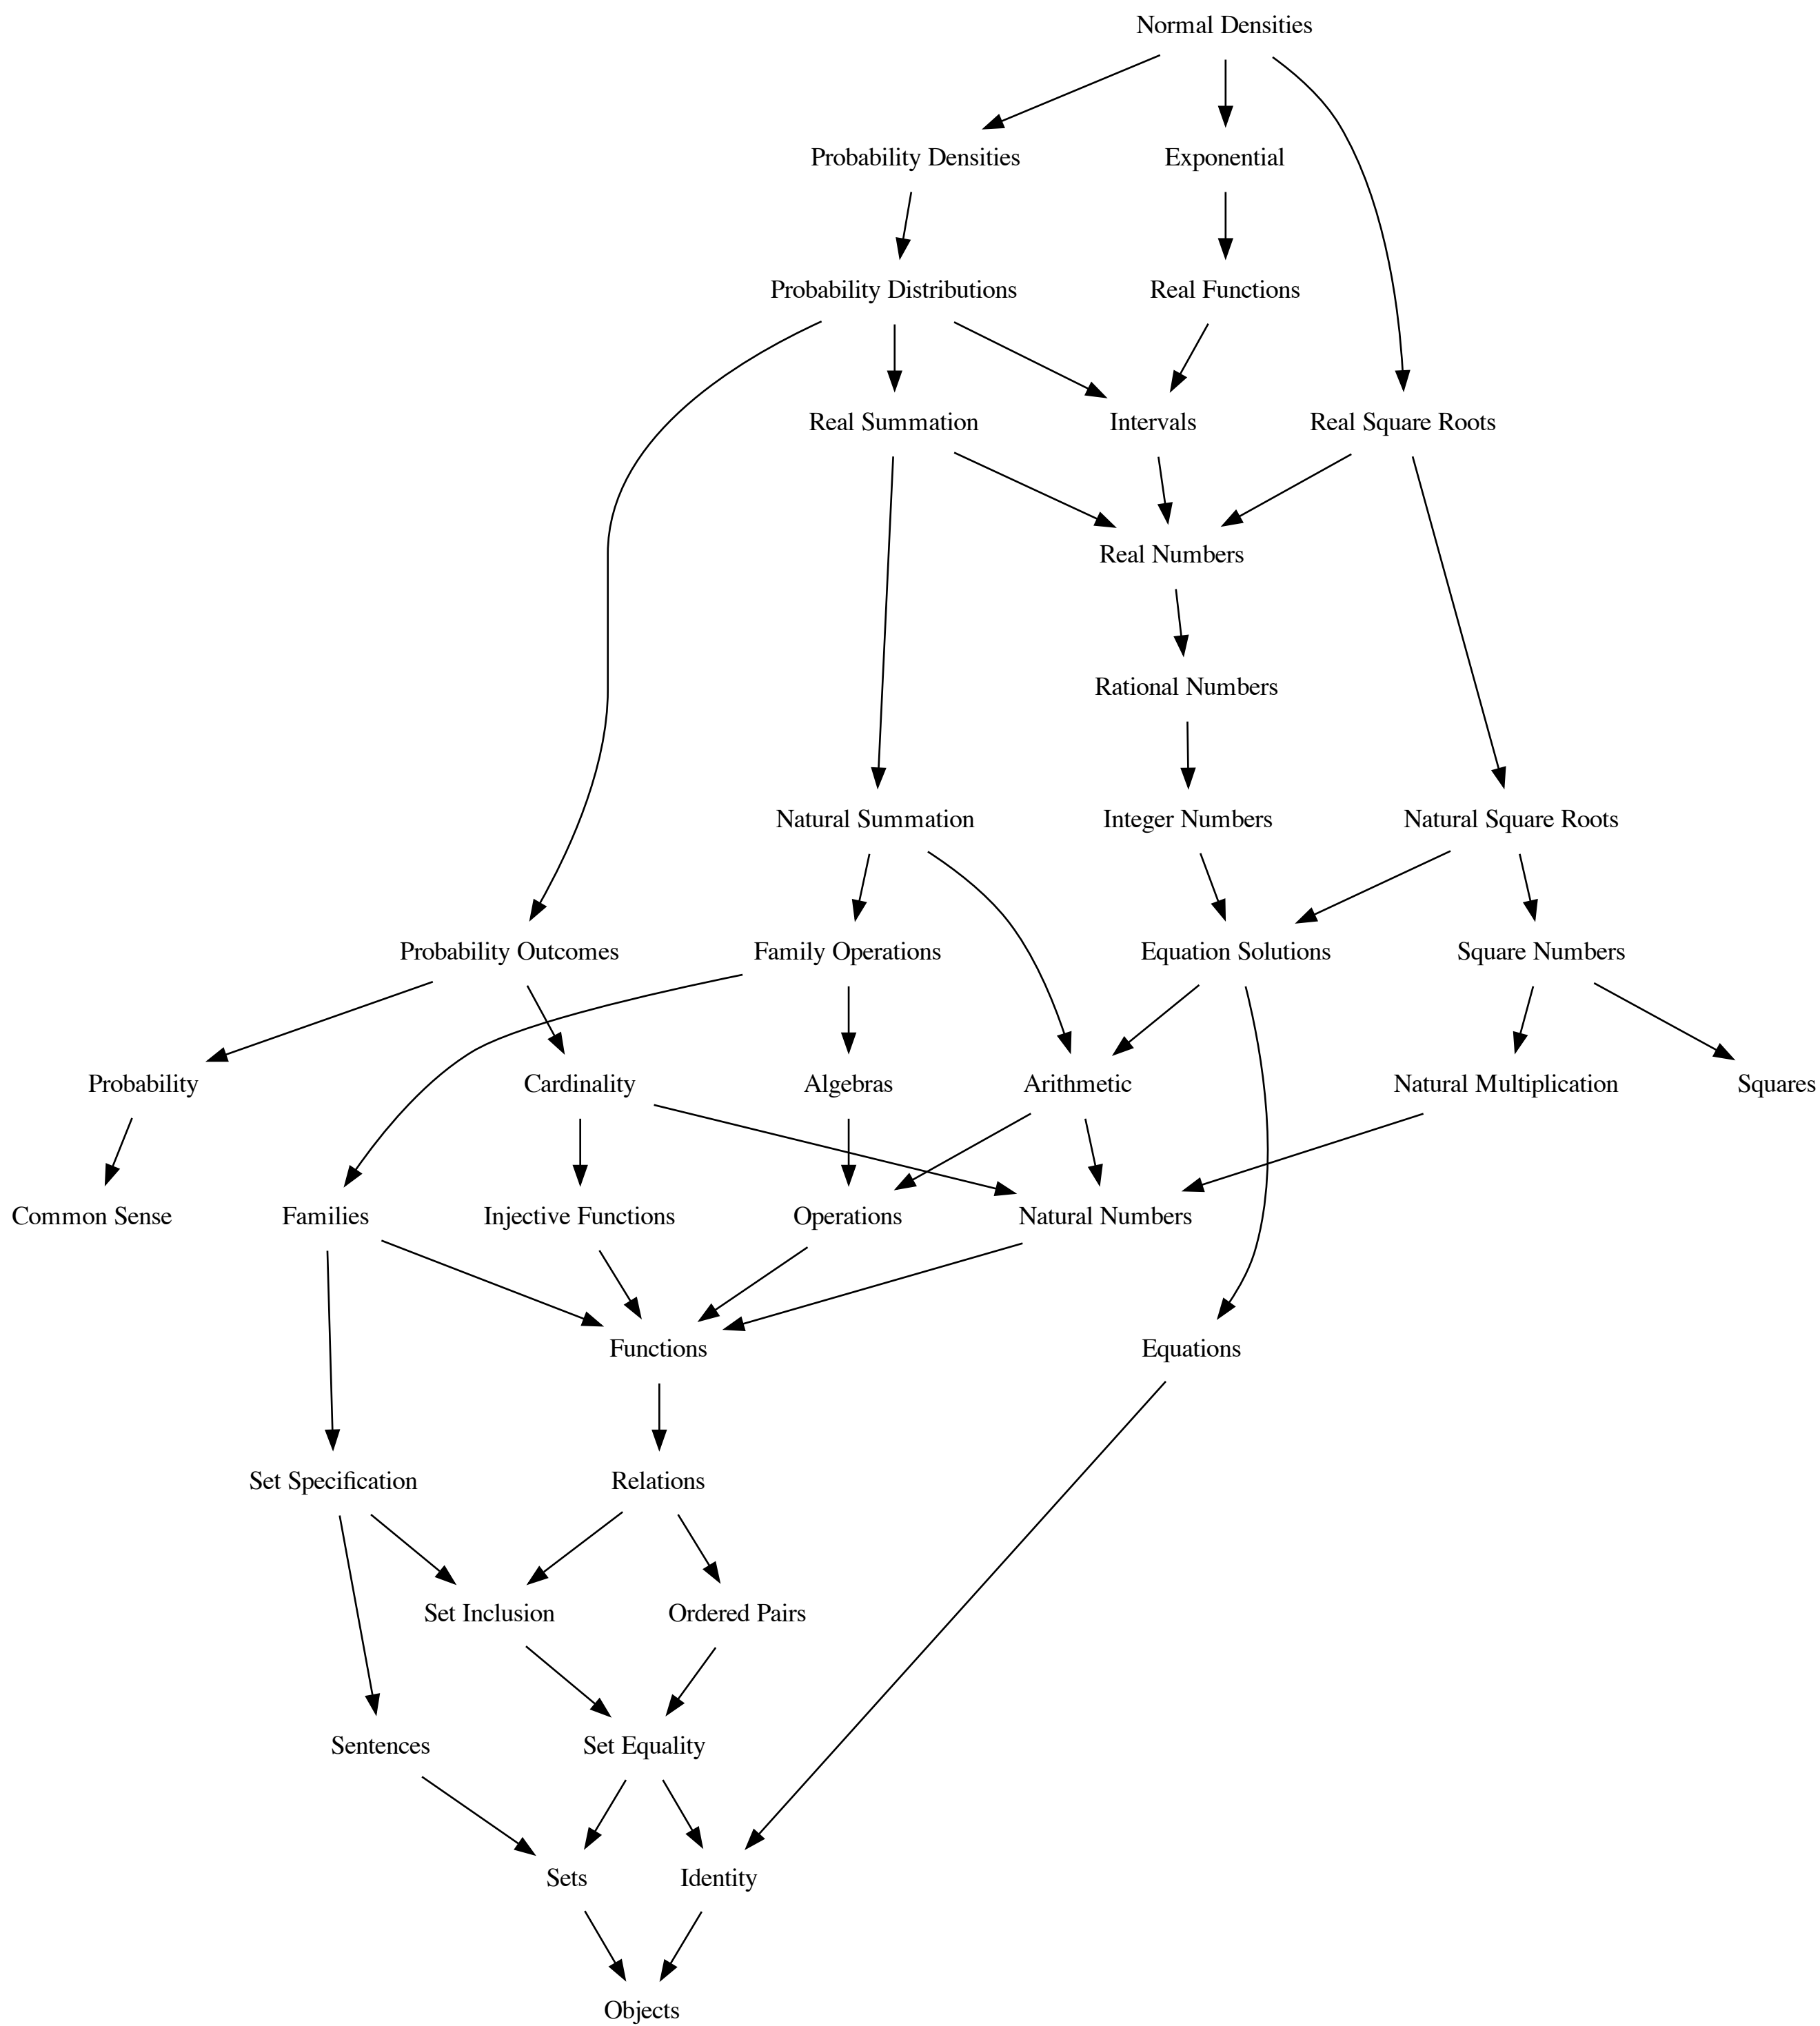 Normal Densities
Probability Densities
Exponential
Probability Distributions
Real Functions
Real Summation
Intervals
Real Square Roots
Real Numbers
Rational Numbers
Natural Summation
Integer Numbers
Natural Square Roots
Probability Outcomes
Family Operations
Equation Solutions
Square Numbers
Probability
Cardinality
Algebras
Arithmetic
Natural Multiplication
Squares
Common Sense
Families
Injective Functions
Operations
Natural Numbers
Functions
Equations
Set Specification
Relations
Set Inclusion
Ordered Pairs
Sentences
Set Equality
Sets
Identity
Objects